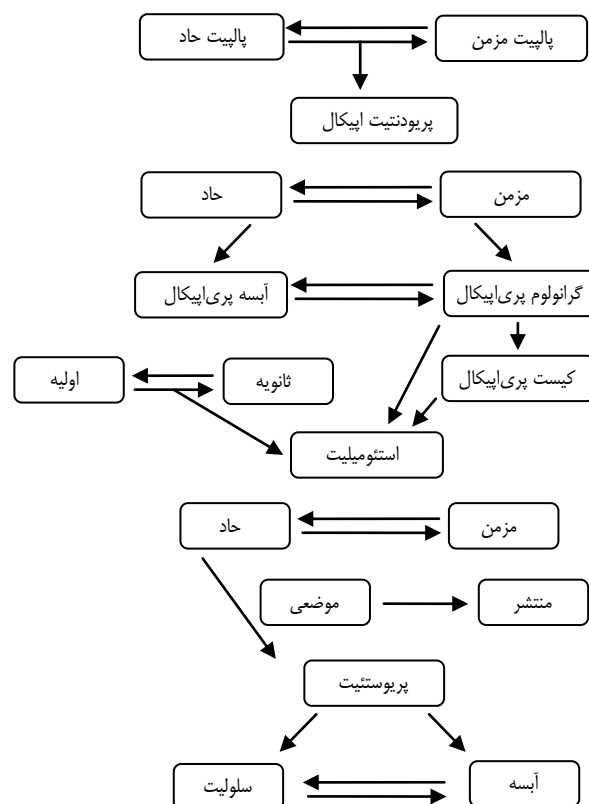 پالپیت مزمن
پالپیت حاد
پریودنتیت اپیکال
مزمن
حاد
گرانولوم پری‌اپیکال
آبسه پری‌اپیکال
کیست پری‌اپیکال
ثانویه
اولیه
استئومیلیت
مزمن
حاد
منتشر
موضعی
پریوستئیت
آبسه
سلولیت